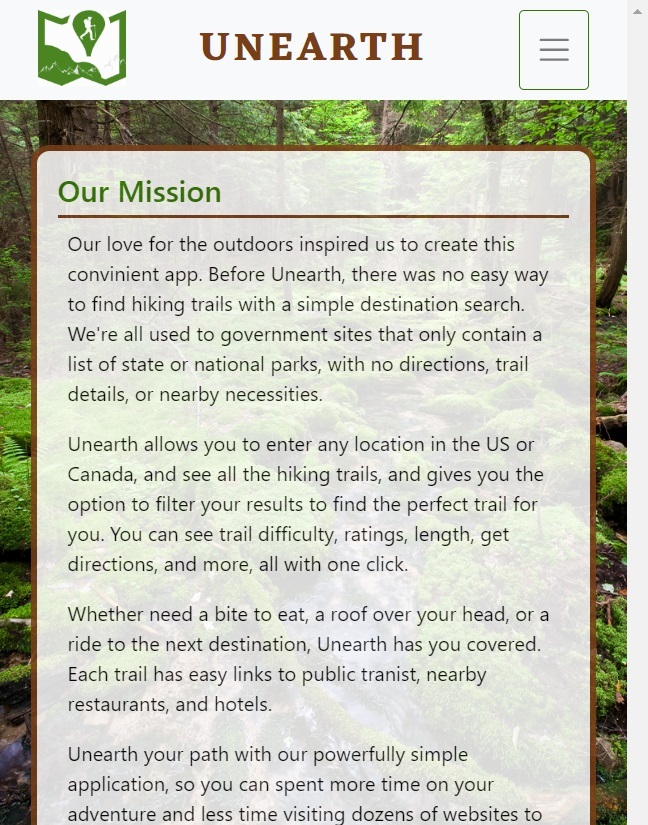 UNEARTH
Our Mission
Our love for the outdoors inspired us to create this
convinient app. Before Unearth, there was no easy way
to find hiking trails with a simple destination search.
We're all used to government sites that only contain a
list of state or national parks, with no directions, trail
details, or nearby necessities.
Unearth allows you to enter any location in the US or
Canada, and see all the hiking trails, and gives you the
option to filter your results to find the perfect trail for
you. You can see trail difficulty, ratings, length, get
directions, and more, all with one click.
Whether need a bite to eat, a roof over your head, or a
ride to the next destination, Unearth has you covered.
Each trail has easy links to public tranist, nearby
restaurants, and hotels.
Unearth your path with our powerfully simple
application, so you can spent more time on your
adventure and less time visiting dozens of websites to